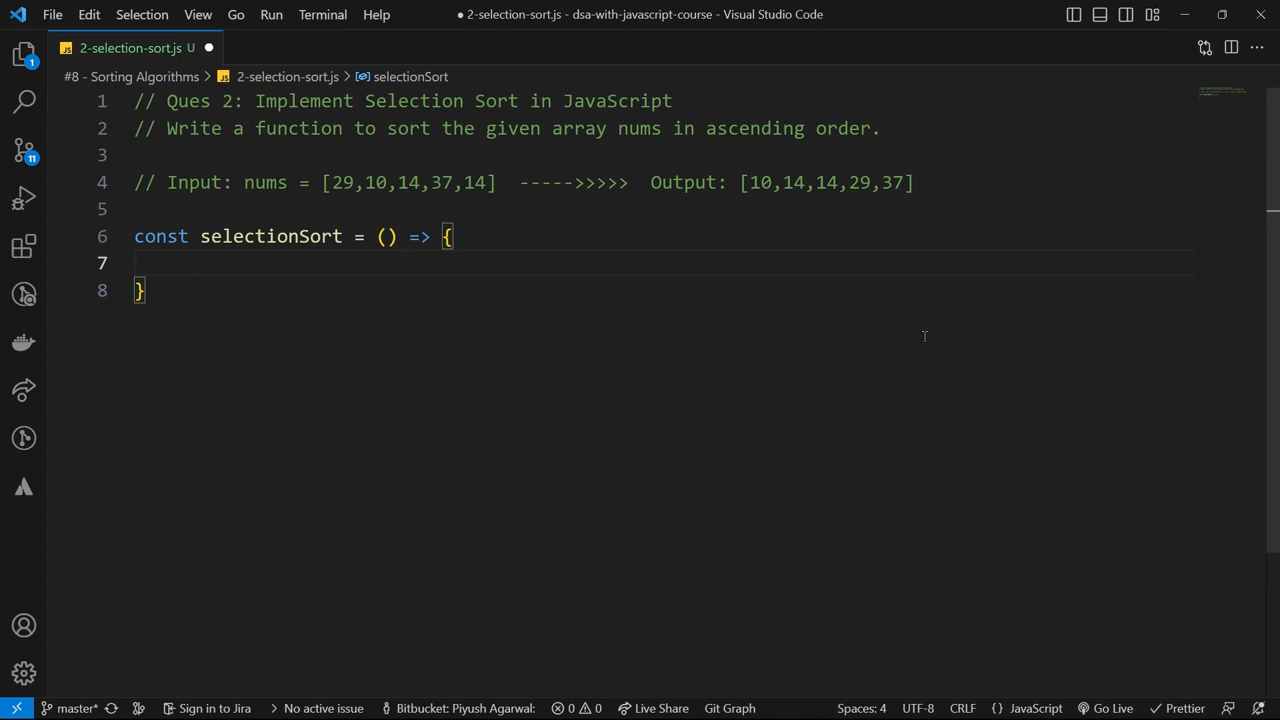 File Edit Selection View Go Run Terminal Help ● 2-selection-sort.js - dsa-with-javascript-course - Visual Studio Code
JS 2-selection-sort.js U ●
#8 - Sorting Algorithms > JS 2-selection-sort.js > selectionSort
1 // Ques 2: Implement Selection Sort in JavaScript
2 // Write a function to sort the given array nums in ascending order.
3
4 // Input: nums = [29,10,14,37,14]  ----->>>>>  Output: [10,14,14,29,37]
5
6 const selectionSort = () => {
7
8 }
1
11
master* Sign in to Jira No active issue Bitbucket: Piyush Agarwal: 0 0 Live Share Git Graph Spaces: 4 UTF-8 CRLF {} JavaScript Go Live Prettier